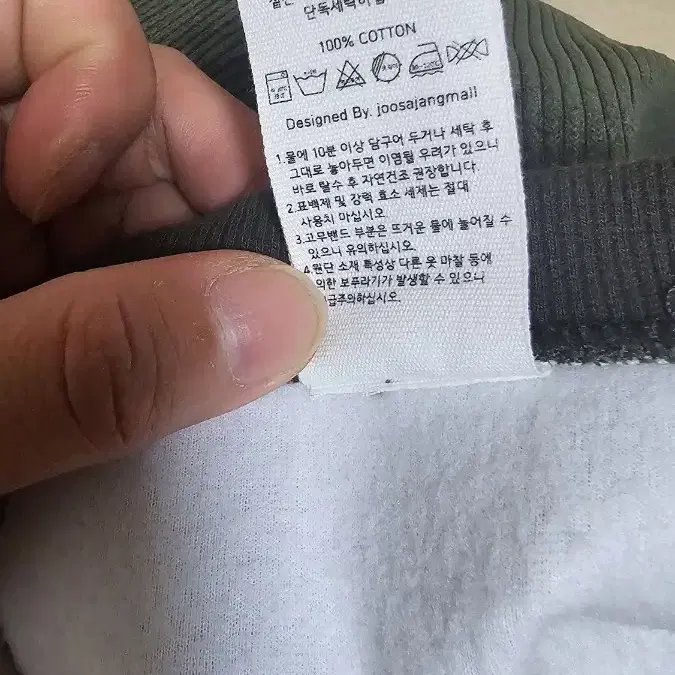 단독세탁
100% COTTON
Designed By. joosajangmall
1.물에 10분 이상 담구어 두거나 세탁 후
그대로 놓아두면 이염될 우려가 있으니
바로 탈수 후 자연건조 권장합니다.
2.표백제 및 강력 효소 세제는 절대
사용치 마십시오
3.고무밴드 부분은 뜨거운 물에 늘어질 수
있으니 유의하십시오.
4.원단 소재 특성상 다른 옷 마찰 등에
의한 보푸라기가 발생할 수 있으니
급주의하십시오.